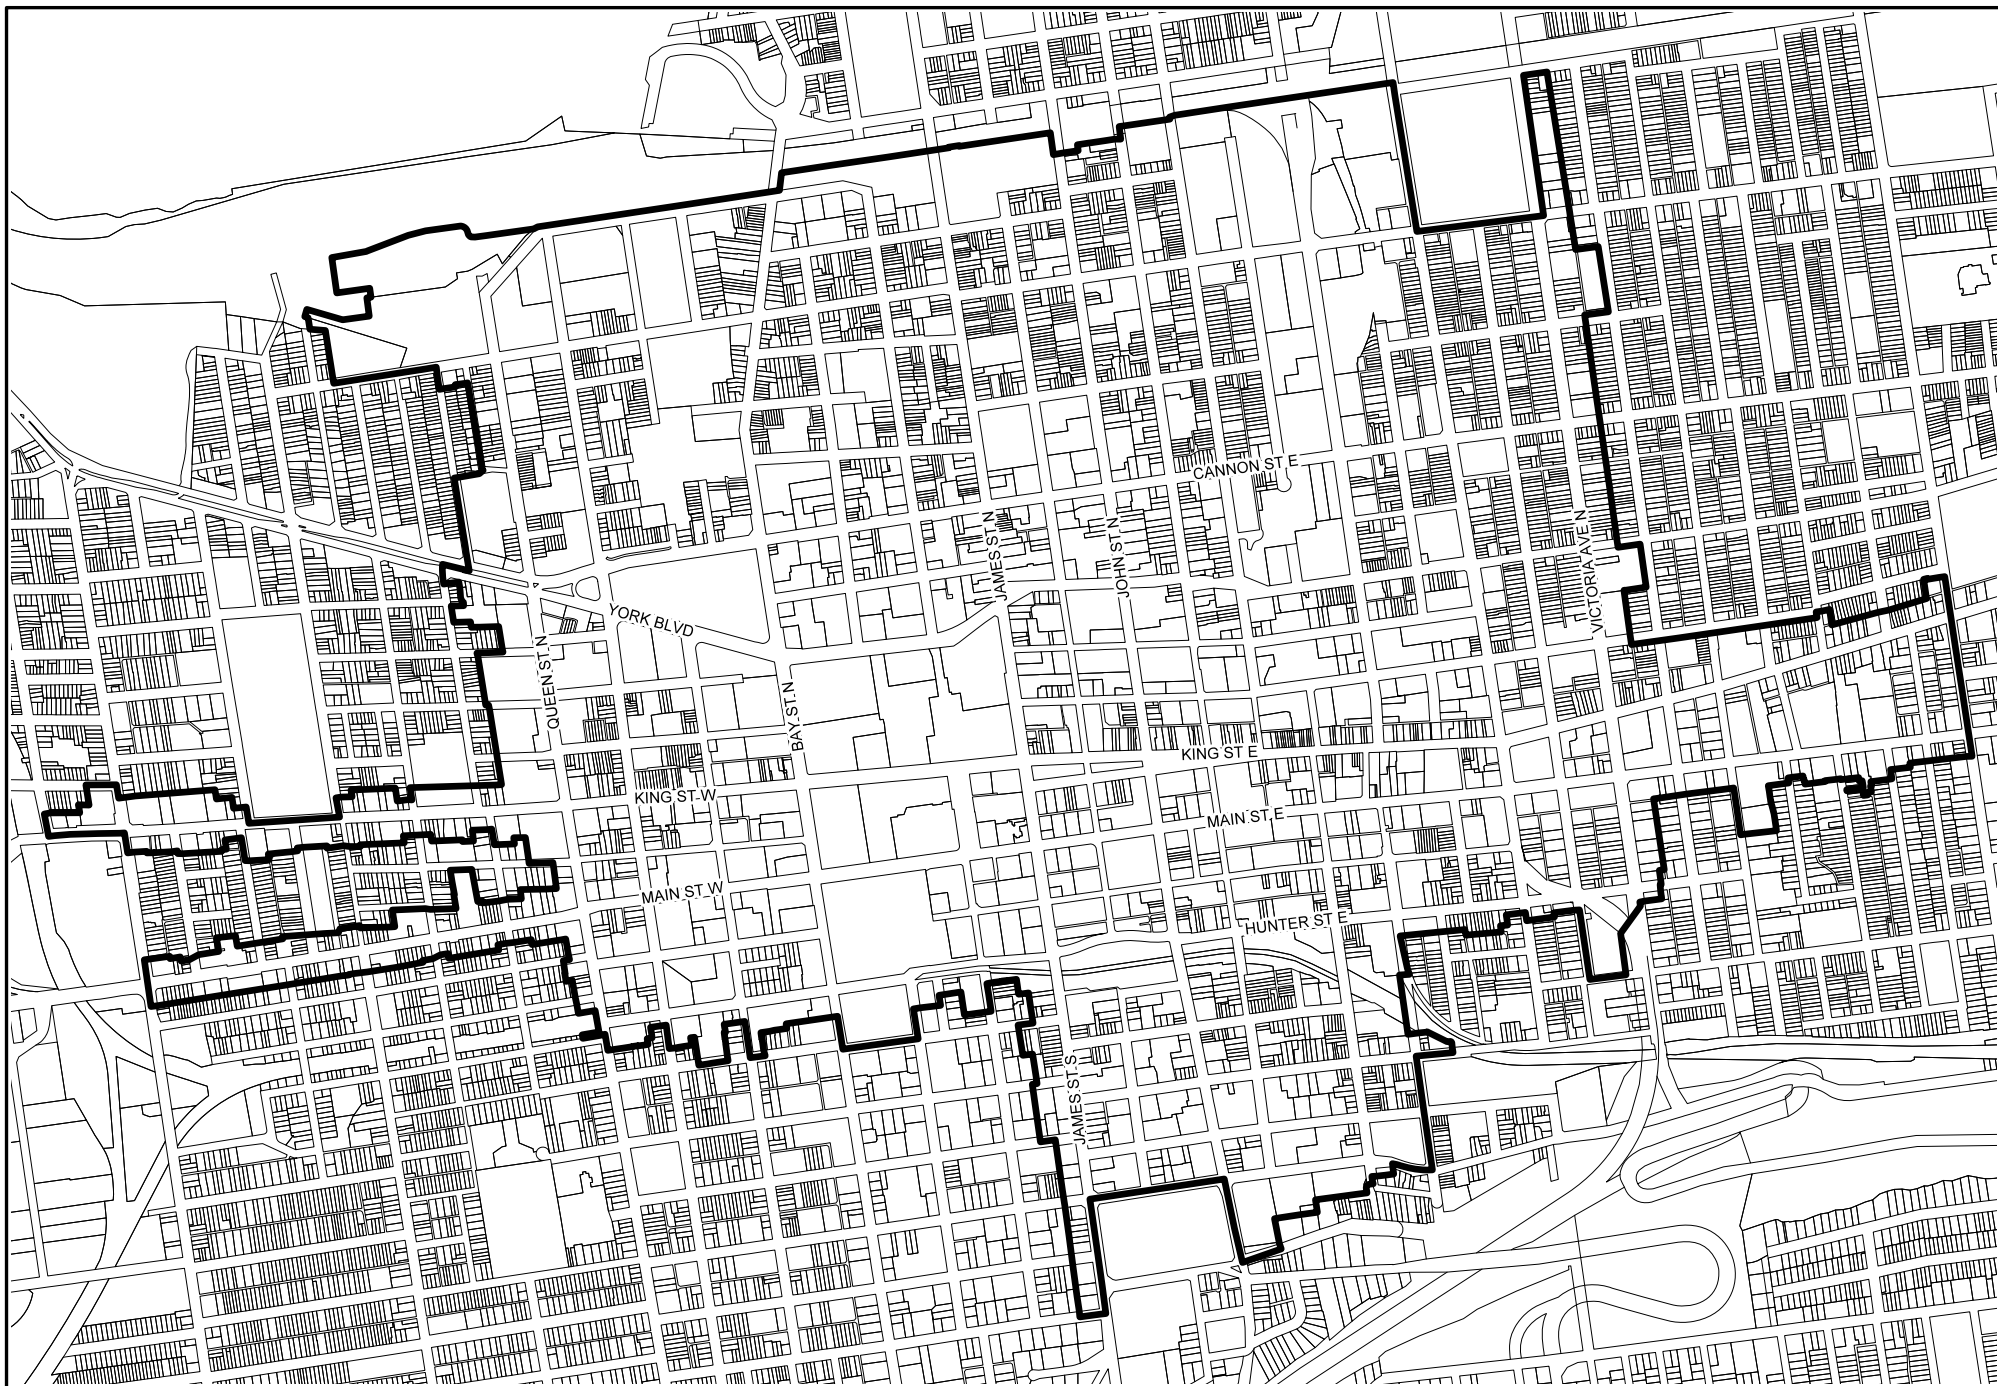 CANNON ST E
JAMES ST N
JOHN ST N
VICTORIA AVE N
YORK BLVD
QUEEN ST N
BAY ST N
KING ST E
KING ST W
MAIN ST E
MAIN ST W
HUNTER ST E
JAMES ST S